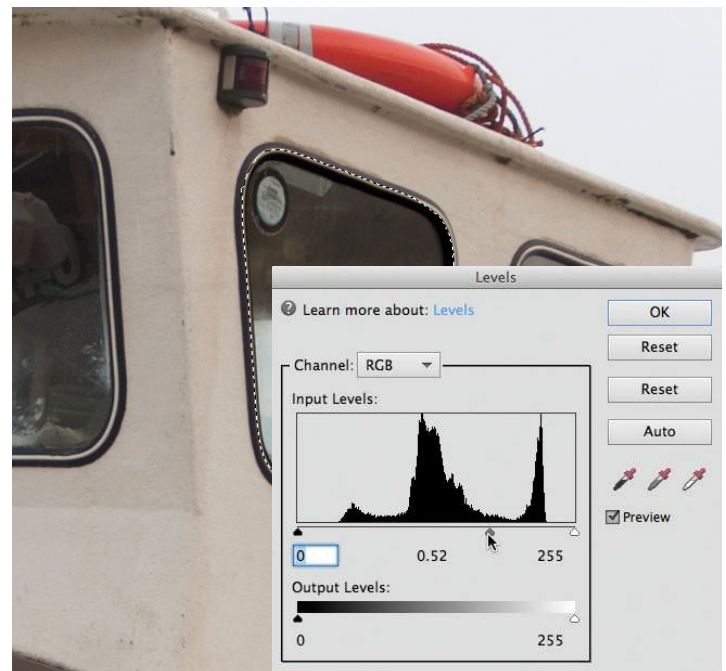 Levels
? Learn more about: Levels
OK
Reset
Channel: RGB
Reset
Input Levels:
Auto
Preview
0 0.52 255
Output Levels:
0 255